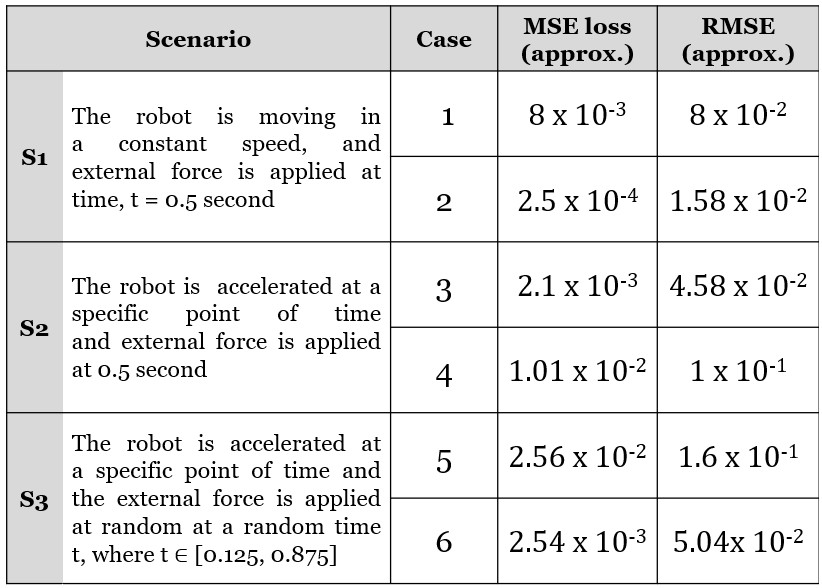 Scenario Case MSE loss (approx.) RMSE (approx.)
S1
The robot is moving in
a constant speed, and
external force is applied at
time, t = 0.5 second
1 8 x 10⁻³ 8 x 10⁻²
2 2.5 x 10⁻⁴ 1.58 x 10⁻²
S2
The robot is accelerated at a
specific point of time
and external force is applied
at 0.5 second
3 2.1 x 10⁻³ 4.58 x 10⁻²
4 1.01 x 10⁻² 1 x 10⁻¹
S3
The robot is accelerated at
a specific point of time and
the external force is applied
at random at a random time
t, where t ∈ [0.125, 0.875]
5 2.56 x 10⁻² 1.6 x 10⁻¹
6 2.54 x 10⁻³ 5.04x 10⁻²